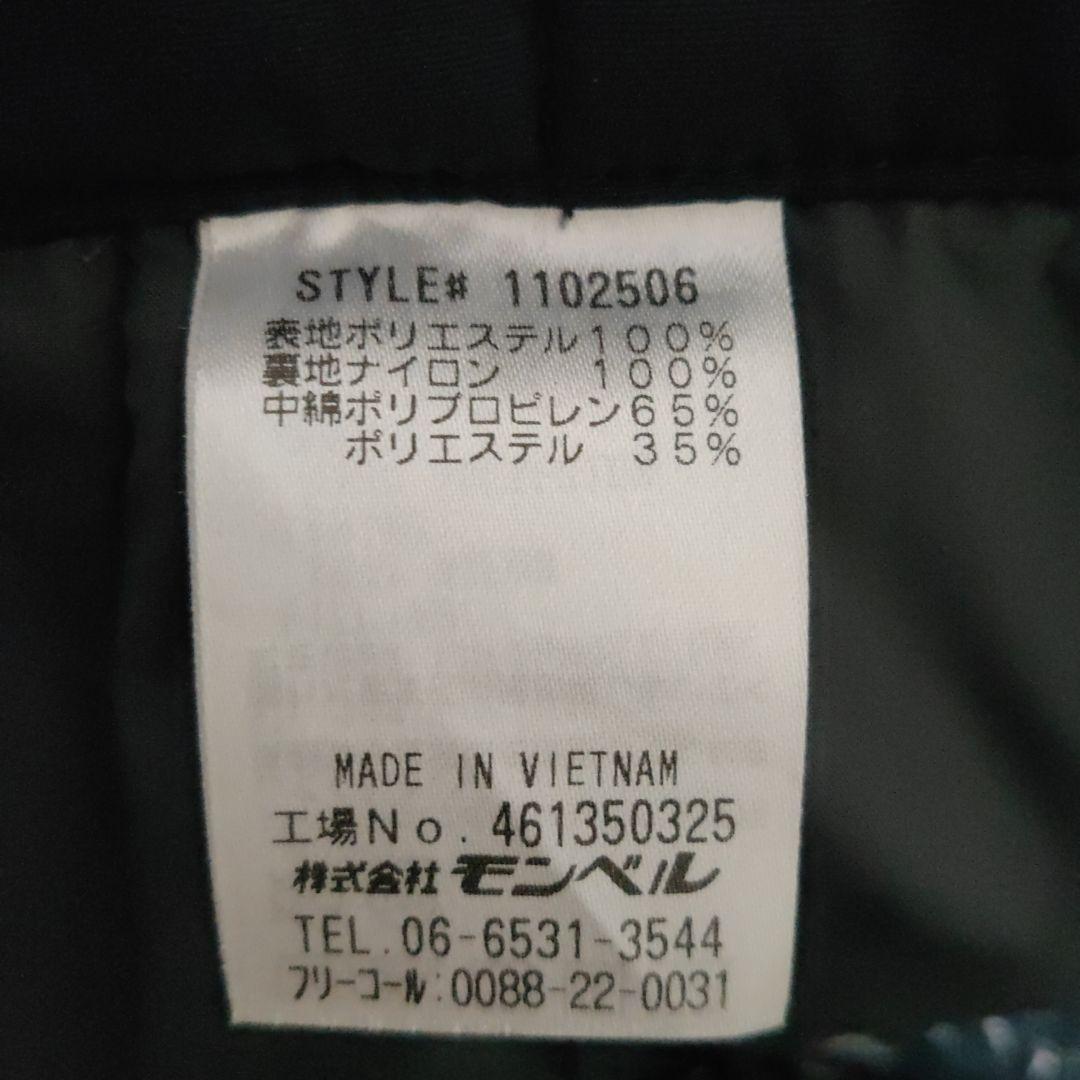 STYLE# 1102506
表地ポリエステル100%
裏地ナイロン 100%
中綿ポリプロピレン65%
ポリエステル 35%
MADE IN VIETNAM
工場No. 461350325
株式会社 モンベル
TEL. 06-6531-3544
フリーコール:0088-22-0031